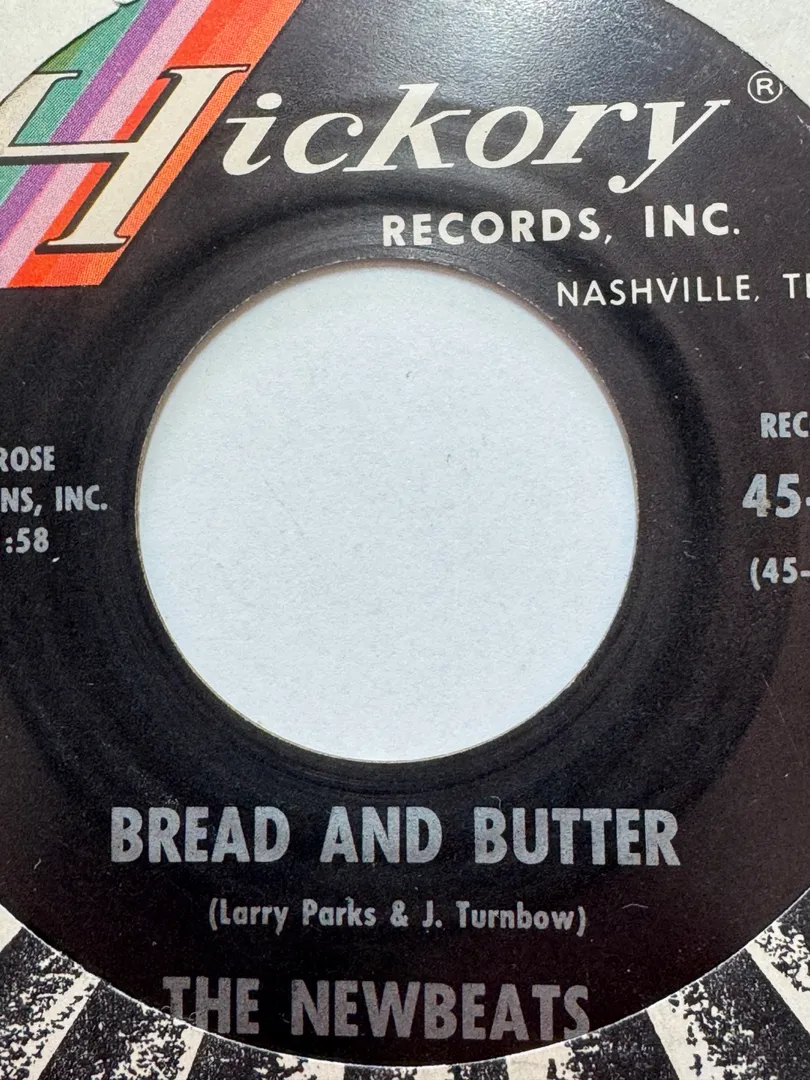 Hickory ®
RECORDS, INC.
NASHVILLE,
ROSE
NS, INC.
:58
REC
45-
(45-
BREAD AND BUTTER
(Larry Parks & J. Turnbow)
THE NEWBEATS